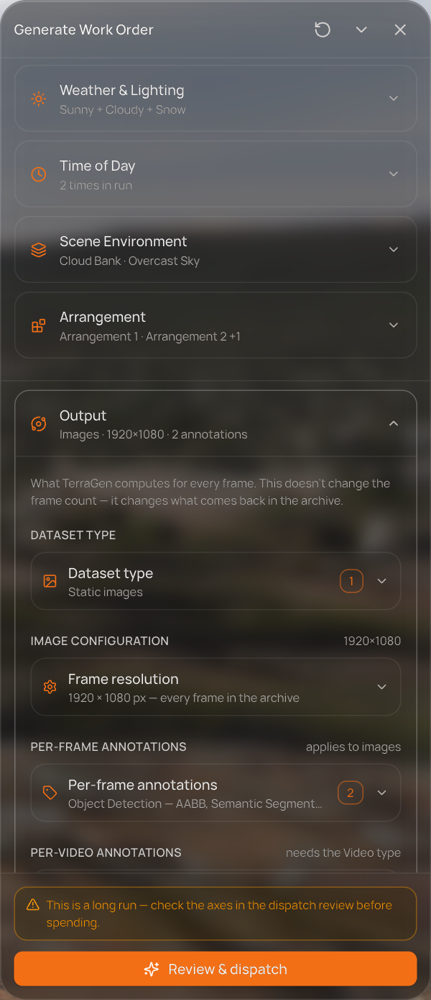 Generate Work Order
Weather & Lighting
Sunny + Cloudy + Snow
Time of Day
2 times in run
Scene Environment
Cloud Bank · Overcast Sky
Arrangement
Arrangement 1 · Arrangement 2 +1
Output
Images · 1920×1080 · 2 annotations
What TerraGen computes for every frame. This doesn't change the
frame count — it changes what comes back in the archive.
DATASET TYPE
Dataset type
Static images
1
IMAGE CONFIGURATION
1920×1080
Frame resolution
1920 × 1080 px — every frame in the archive
PER-FRAME ANNOTATIONS
applies to images
Per-frame annotations
Object Detection — AABB, Semantic Segment...
2
PER-VIDEO ANNOTATIONS
needs the Video type
This is a long run — check the axes in the dispatch review before
spending.
Review & dispatch